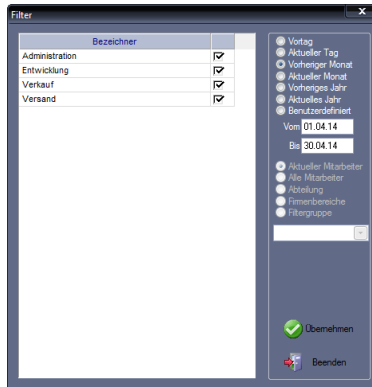 Filter
x
Bezeichner
Administration
Entwicklung
Verkauf
Versand
Vortag
Aktueller Tag
Vorheriger Monat
Aktueller Monat
Vorheriges Jahr
Aktuelles Jahr
Benutzerdefiniert
Vom 01.04.14
Bis 30.04.14
Aktueller Mitarbeiter
Alle Mitarbeiter
Abteilung
Firmenbereiche
Filtergruppe
Übernehmen
Beenden